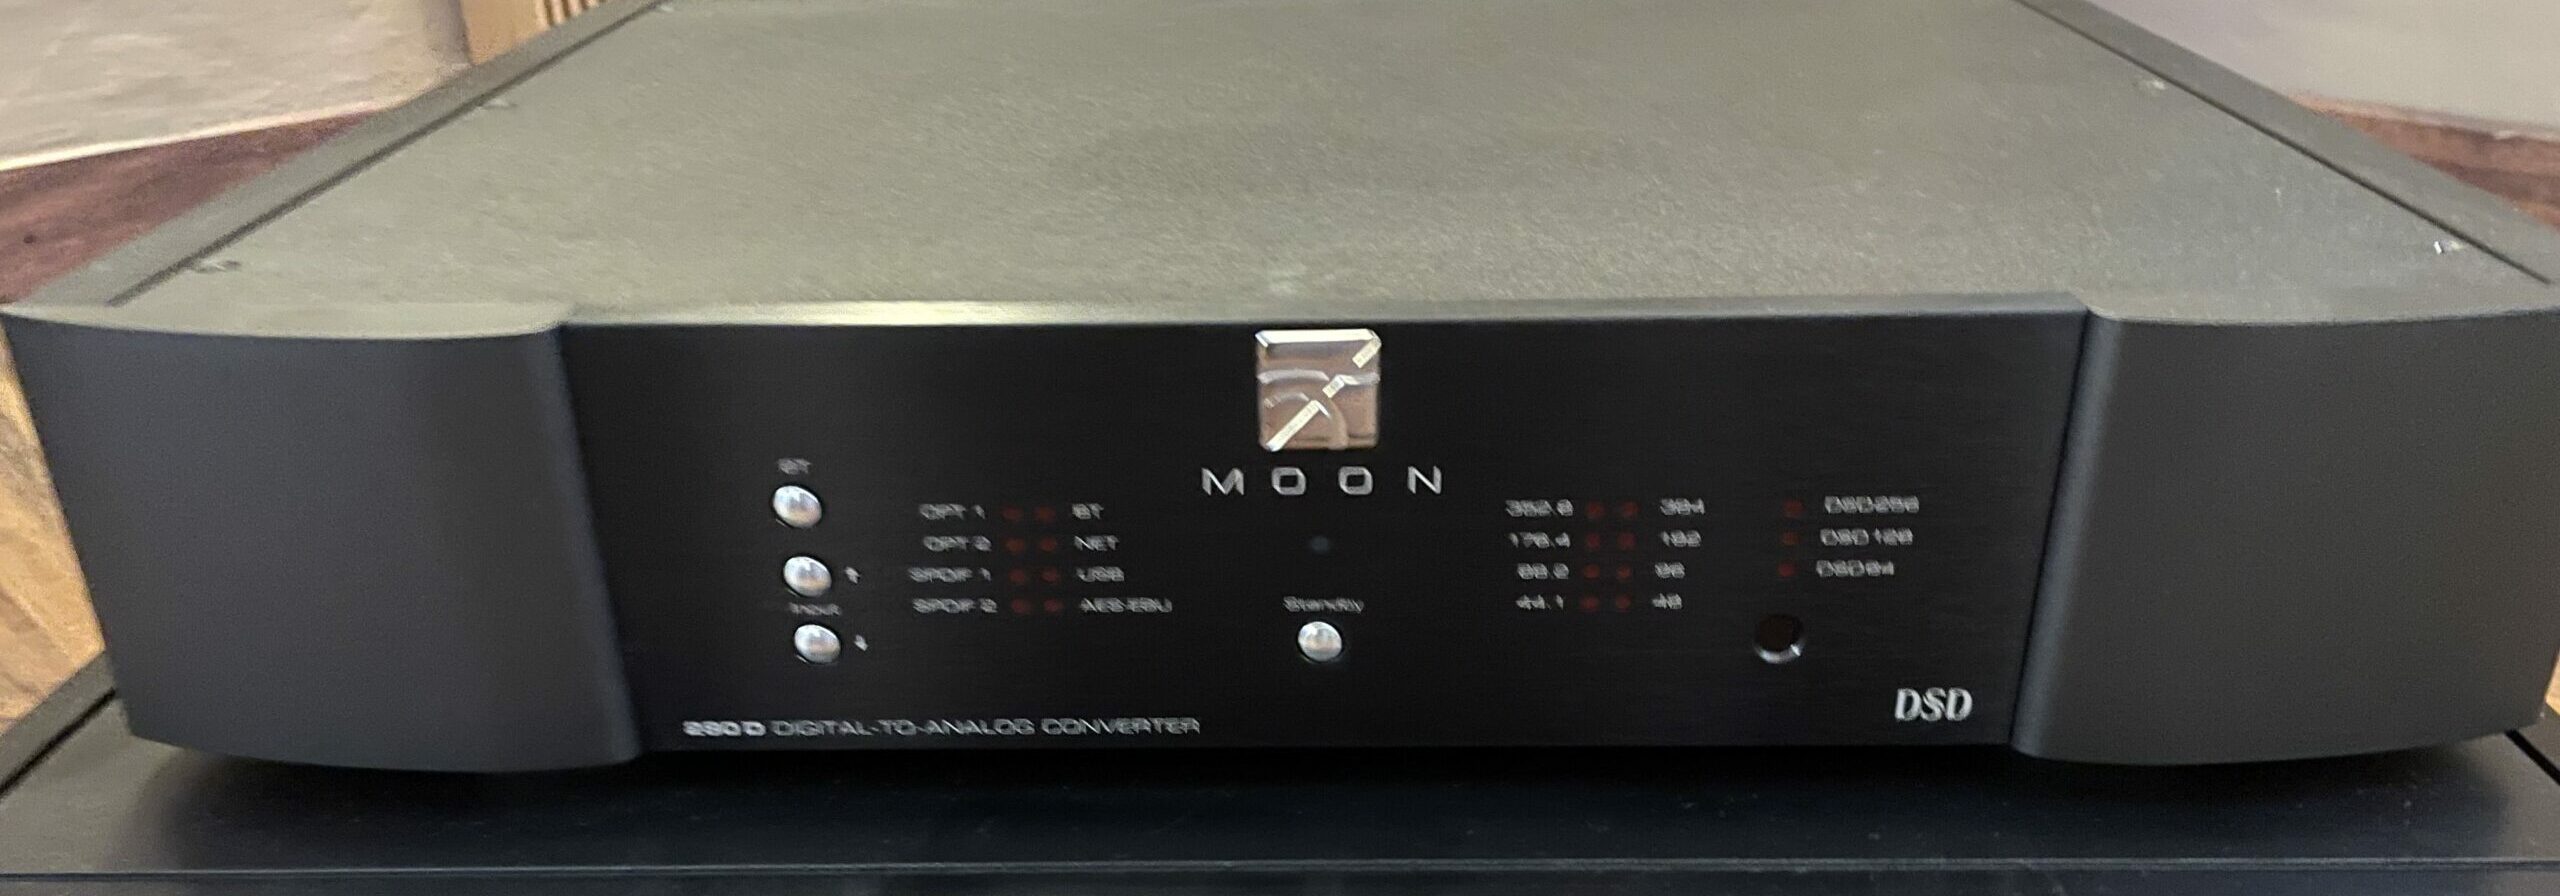 MOON
BT
OPT 1 BT
OPT 2 NET
SPDIF 1 USB
SPDIF 2 AES-EBU
Input
Standby
352.8 384 DSD256
176.4 192 DSD128
88.2 96 DSD64
44.1 48
280D DIGITAL-TO-ANALOG CONVERTER
DSD